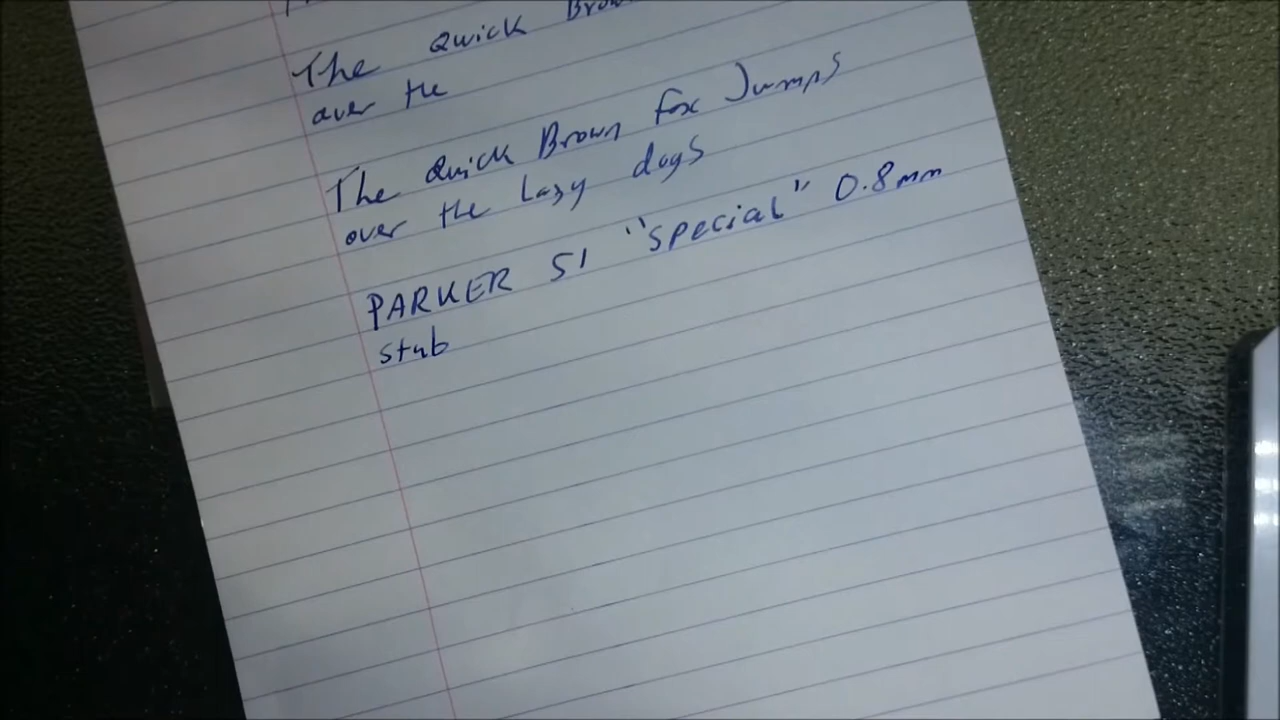 The Quick Brown
over the
The Quick Brown fox Jumps
over the Lazy dogs
PARKER 51 "special" 0.8mm
stub